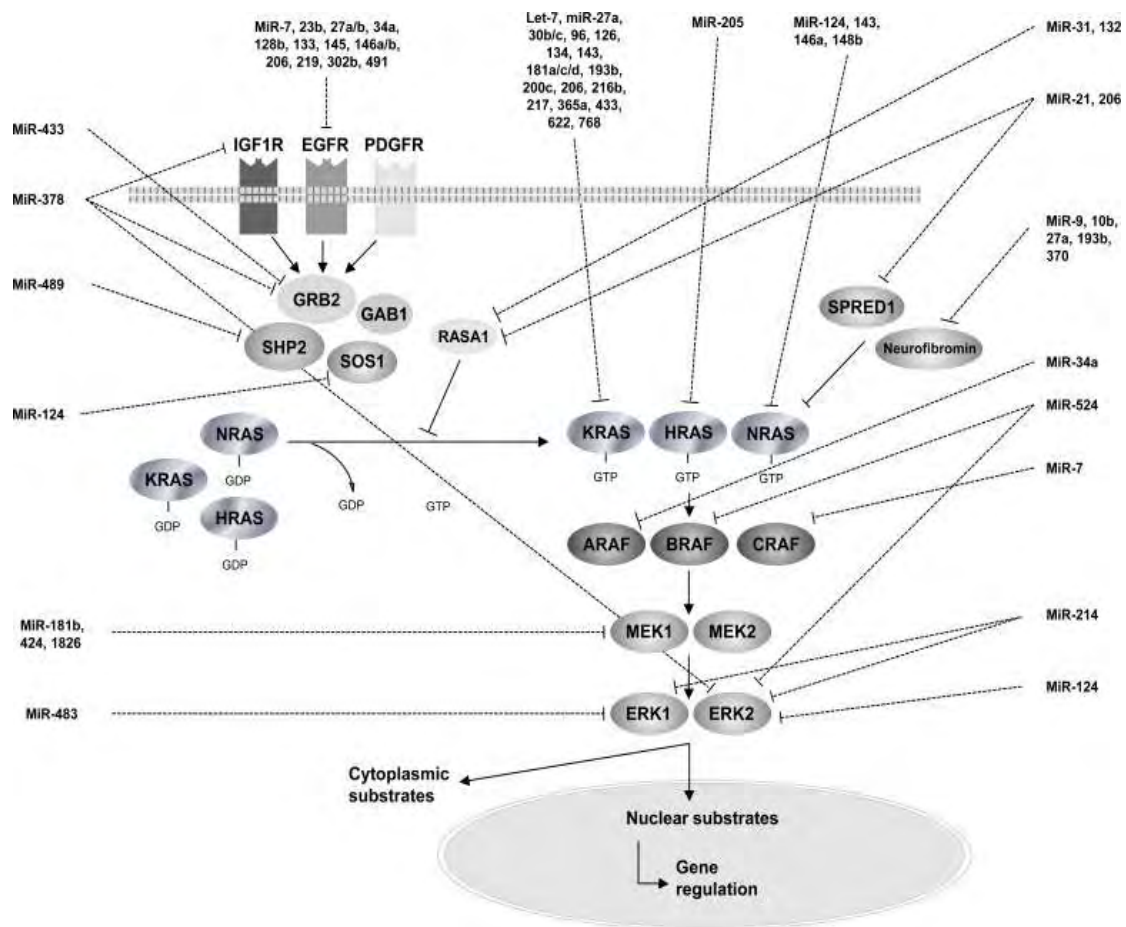 MiR-7, 23b, 27a/b, 34a,
128b, 133, 145, 146a/b,
206, 219, 302b, 491
Let-7, miR-27a,
30b/c, 96, 126,
134, 143,
181a/c/d, 193b,
200c, 206, 216b,
217, 365a, 433,
622, 768
MiR-205
MiR-124, 143,
146a, 148b
MiR-31, 132
MiR-21, 206
MiR-433
IGF1R EGFR PDGFR
MiR-378
MiR-9, 10b,
27a, 193b,
370
MiR-489
GRB2
GAB1
SHP2
SOS1
RASA1
SPRED1
Neurofibromin
MiR-34a
MiR-124
MiR-524
NRAS
GDP
KRAS
GDP
HRAS
GDP
GDP
GTP
KRAS HRAS NRAS
GTP GTP GTP
MiR-7
ARAF BRAF CRAF
MiR-181b,
424, 1826
MEK1 MEK2
MiR-214
MiR-124
MiR-483
ERK1 ERK2
Cytoplasmic
substrates
Nuclear substrates
Gene
regulation